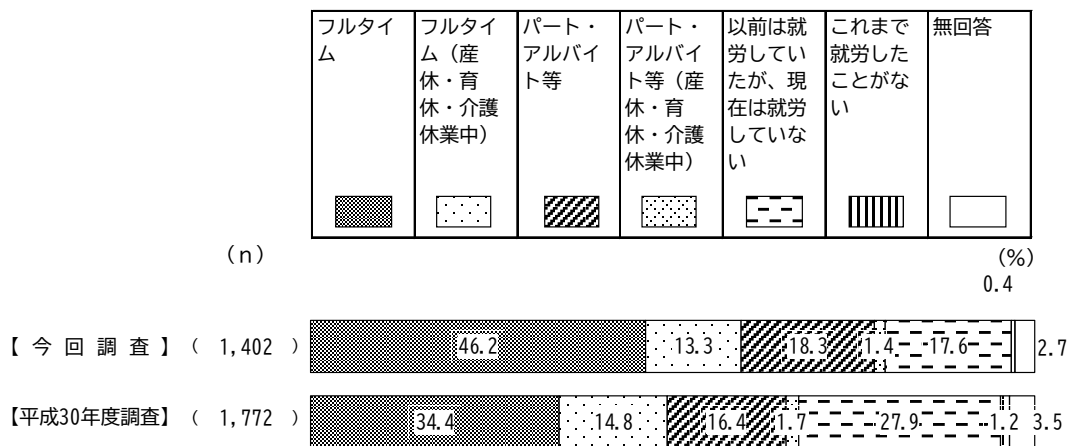 フルタイ
ム
フルタイ
ム（産
休・育
休・介護
休業中）
パート・
アルバイ
ト等
パート・
アルバイ
ト等（産
休・育
休・介護
休業中）
以前は就
労してい
たが、現
在は就労
していな
い
これまで
就労した
ことがな
い
無回答
（n）
(%)
0.4
【 今 回 調 査 】 （ 1,402 ） 46.2 13.3 18.3 1.4 17.6 2.7
【平成30年度調査】 （ 1,772 ） 34.4 14.8 16.4 1.7 27.9 1.2 3.5